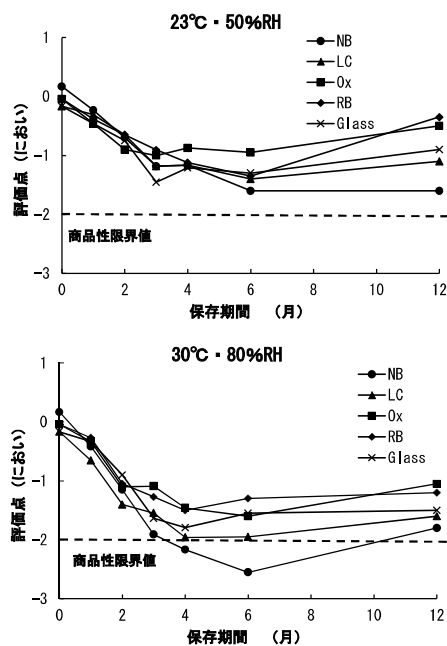 23℃・50%RH
1
0
−1
−2
−3
評価点（におい）
NB
LC
Ox
RB
Glass
商品性限界値
0
2
4
6
8
10
12
保存期間　（月）
30℃・80%RH
1
0
−1
−2
−3
評価点（におい）
NB
LC
Ox
RB
Glass
商品性限界値
0
2
4
6
8
10
12
保存期間　（月）